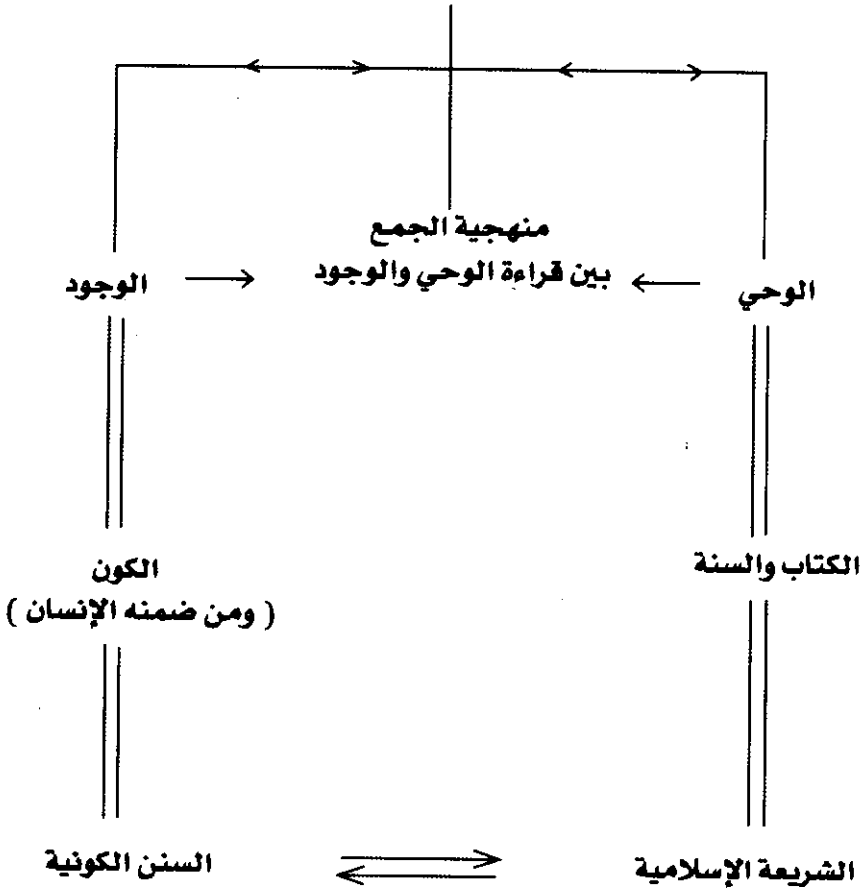 منهجية الجمع
بين قراءة الوحي والوجود
الوحي
الوجود
الكتاب والسنة
الكون
( ومن ضمنه الإنسان )
الشريعة الإسلامية
السنن الكونية